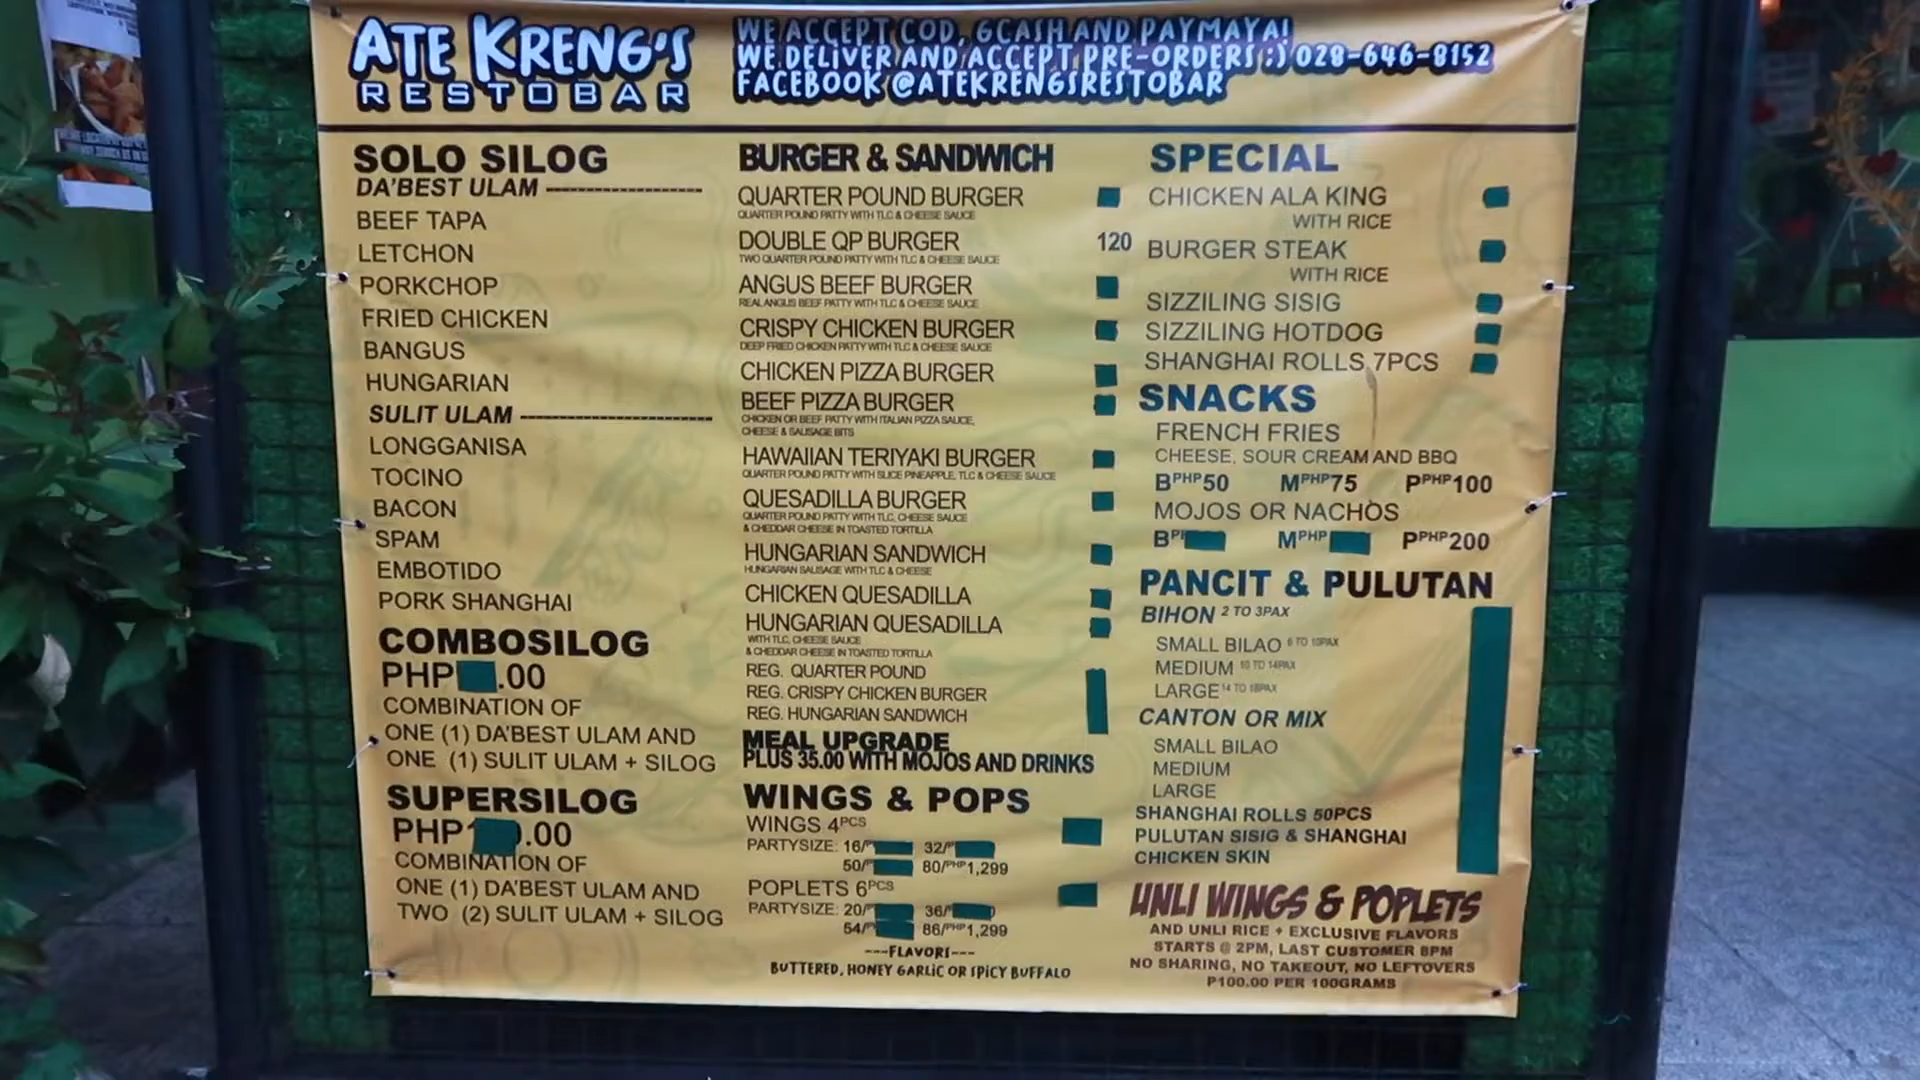 ATE KRENG'S
RESTOBAR
WE ACCEPT COD, GCASH AND PAYMAYA!
WE DELIVER AND ACCEPT PRE-ORDERS :) 028-646-8152
FACEBOOK @ATEKRENGSRESTOBAR
SOLO SILOG
DA'BEST ULAM
BEEF TAPA
LETCHON
PORKCHOP
FRIED CHICKEN
BANGUS
HUNGARIAN
SULIT ULAM
LONGGANISA
TOCINO
BACON
SPAM
EMBOTIDO
PORK SHANGHAI
COMBOSILOG
PHP .00
COMBINATION OF
ONE (1) DA'BEST ULAM AND
ONE (1) SULIT ULAM + SILOG
SUPERSILOG
PHP .00
COMBINATION OF
ONE (1) DA'BEST ULAM AND
TWO (2) SULIT ULAM + SILOG
BURGER & SANDWICH
QUARTER POUND BURGER
QUARTER POUND PATTY WITH TLC & CHEESE SAUCE
DOUBLE QP BURGER 120
TWO QUARTER POUND PATTY WITH TLC & CHEESE SAUCE
ANGUS BEEF BURGER
REAL ANGUS BEEF PATTY WITH TLC & CHEESE SAUCE
CRISPY CHICKEN BURGER
DEEP FRIED CHICKEN PATTY WITH TLC & CHEESE SAUCE
CHICKEN PIZZA BURGER
BEEF PIZZA BURGER
CHICKEN OR BEEF PATTY WITH ITALIAN PIZZA SAUCE,
CHEESE & SAUSAGE BITS
HAWAIIAN TERIYAKI BURGER
QUARTER POUND PATTY WITH SLICE PINEAPPLE, TLC & CHEESE SAUCE
QUESADILLA BURGER
QUARTER POUND PATTY WITH TLC, CHEESE SAUCE
& CHEDDAR CHEESE IN TOASTED TORTILLA
HUNGARIAN SANDWICH
HUNGARIAN SAUSAGE WITH TLC & CHEESE
CHICKEN QUESADILLA
HUNGARIAN QUESADILLA
WITH TLC, CHEESE SAUCE
& CHEDDAR CHEESE IN TOASTED TORTILLA
REG. QUARTER POUND
REG. CRISPY CHICKEN BURGER
REG. HUNGARIAN SANDWICH
MEAL UPGRADE
PLUS 35.00 WITH MOJOS AND DRINKS
WINGS & POPS
WINGS 4PCS
PARTYSIZE: 16/ 32/
50/ 80/PHP1,299
POPLETS 6PCS
PARTYSIZE: 20/ 36/
54/ 86/PHP1,299
---FLAVORS---
BUTTERED, HONEY GARLIC OR SPICY BUFFALO
SPECIAL
CHICKEN ALA KING
WITH RICE
BURGER STEAK
WITH RICE
SIZZILING SISIG
SIZZILING HOTDOG
SHANGHAI ROLLS 7PCS
SNACKS
FRENCH FRIES
CHEESE, SOUR CREAM AND BBQ
BPHP50 MPHP75 PPHP100
MOJOS OR NACHOS
B MPHP PPHP200
PANCIT & PULUTAN
BIHON 2 TO 3PAX
SMALL BILAO 6 TO 10PAX
MEDIUM 10 TO 14PAX
LARGE 14 TO 18PAX
CANTON OR MIX
SMALL BILAO
MEDIUM
LARGE
SHANGHAI ROLLS 50PCS
PULUTAN SISIG & SHANGHAI
CHICKEN SKIN
UNLI WINGS & POPLETS
AND UNLI RICE + EXCLUSIVE FLAVORS
STARTS @ 2PM, LAST CUSTOMER 8PM
NO SHARING, NO TAKEOUT, NO LEFTOVERS
P100.00 PER 100GRAMS